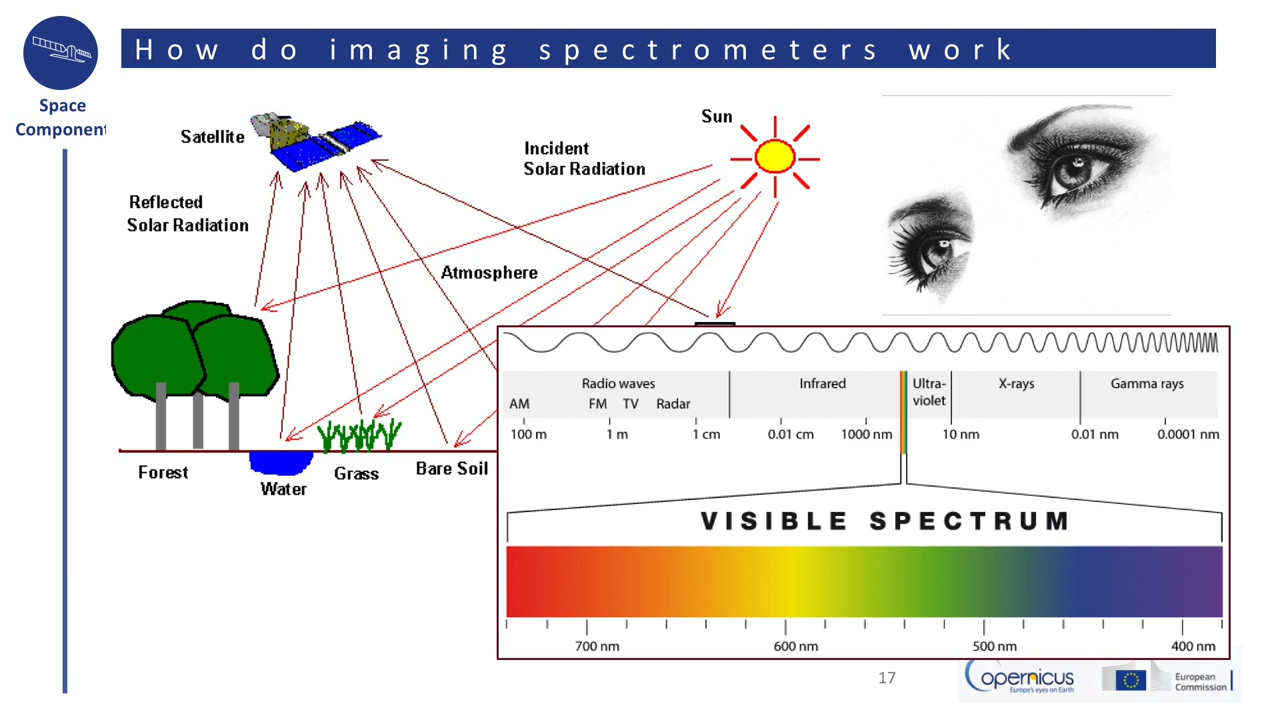 How do imaging spectrometers work
Space
Component
Satellite
Sun
Incident
Solar Radiation
Reflected
Solar Radiation
Atmosphere
Forest
Water
Grass
Bare Soil
Radio waves
Infrared
Ultra-
violet
X-rays
Gamma rays
AM
FM
TV
Radar
100 m
1 m
1 cm
0.01 cm
1000 nm
10 nm
0.01 nm
0.0001 nm
VISIBLE SPECTRUM
700 nm
600 nm
500 nm
400 nm
17
opernicus
Europe's eyes on Earth
European
Commission